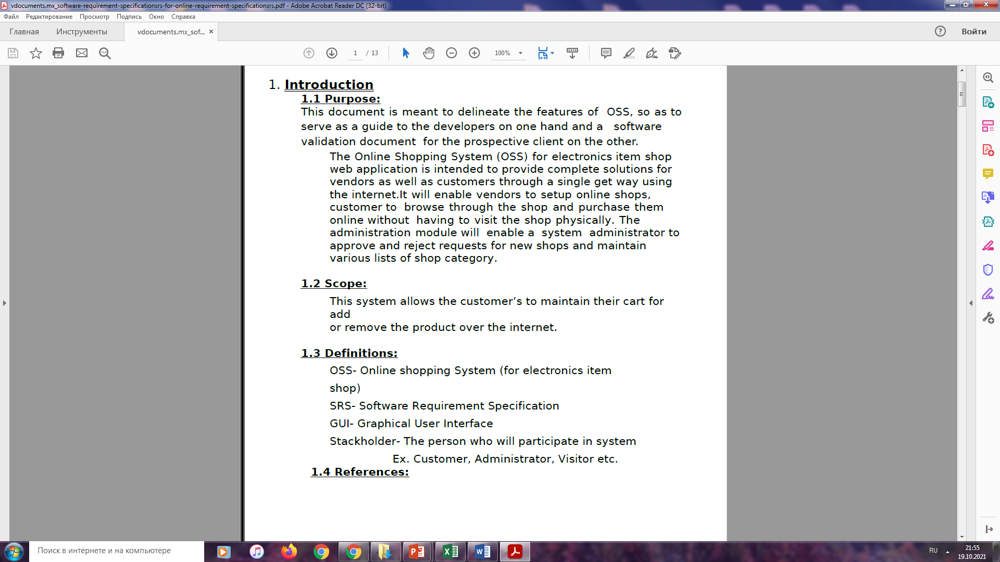 vdocuments.mx_software-requirement-specificationsrs-for-online-requirement-specificationsrs.pdf - Adobe Acrobat Reader DC (32-bit)
Файл Редактирование Просмотр Подпись Окно Справка
Главная Инструменты vdocuments.mx_sof... × Войти
1 / 13 100%
1. Introduction
1.1 Purpose:
This document is meant to delineate the features of OSS, so as to
serve as a guide to the developers on one hand and a software
validation document for the prospective client on the other.
The Online Shopping System (OSS) for electronics item shop
web application is intended to provide complete solutions for
vendors as well as customers through a single get way using
the internet.It will enable vendors to setup online shops,
customer to browse through the shop and purchase them
online without having to visit the shop physically. The
administration module will enable a system administrator to
approve and reject requests for new shops and maintain
various lists of shop category.
1.2 Scope:
This system allows the customer’s to maintain their cart for
add
or remove the product over the internet.
1.3 Definitions:
OSS- Online shopping System (for electronics item
shop)
SRS- Software Requirement Specification
GUI- Graphical User Interface
Stackholder- The person who will participate in system
Ex. Customer, Administrator, Visitor etc.
1.4 References:
Поиск в интернете и на компьютере
RU 21:55
19.10.2021